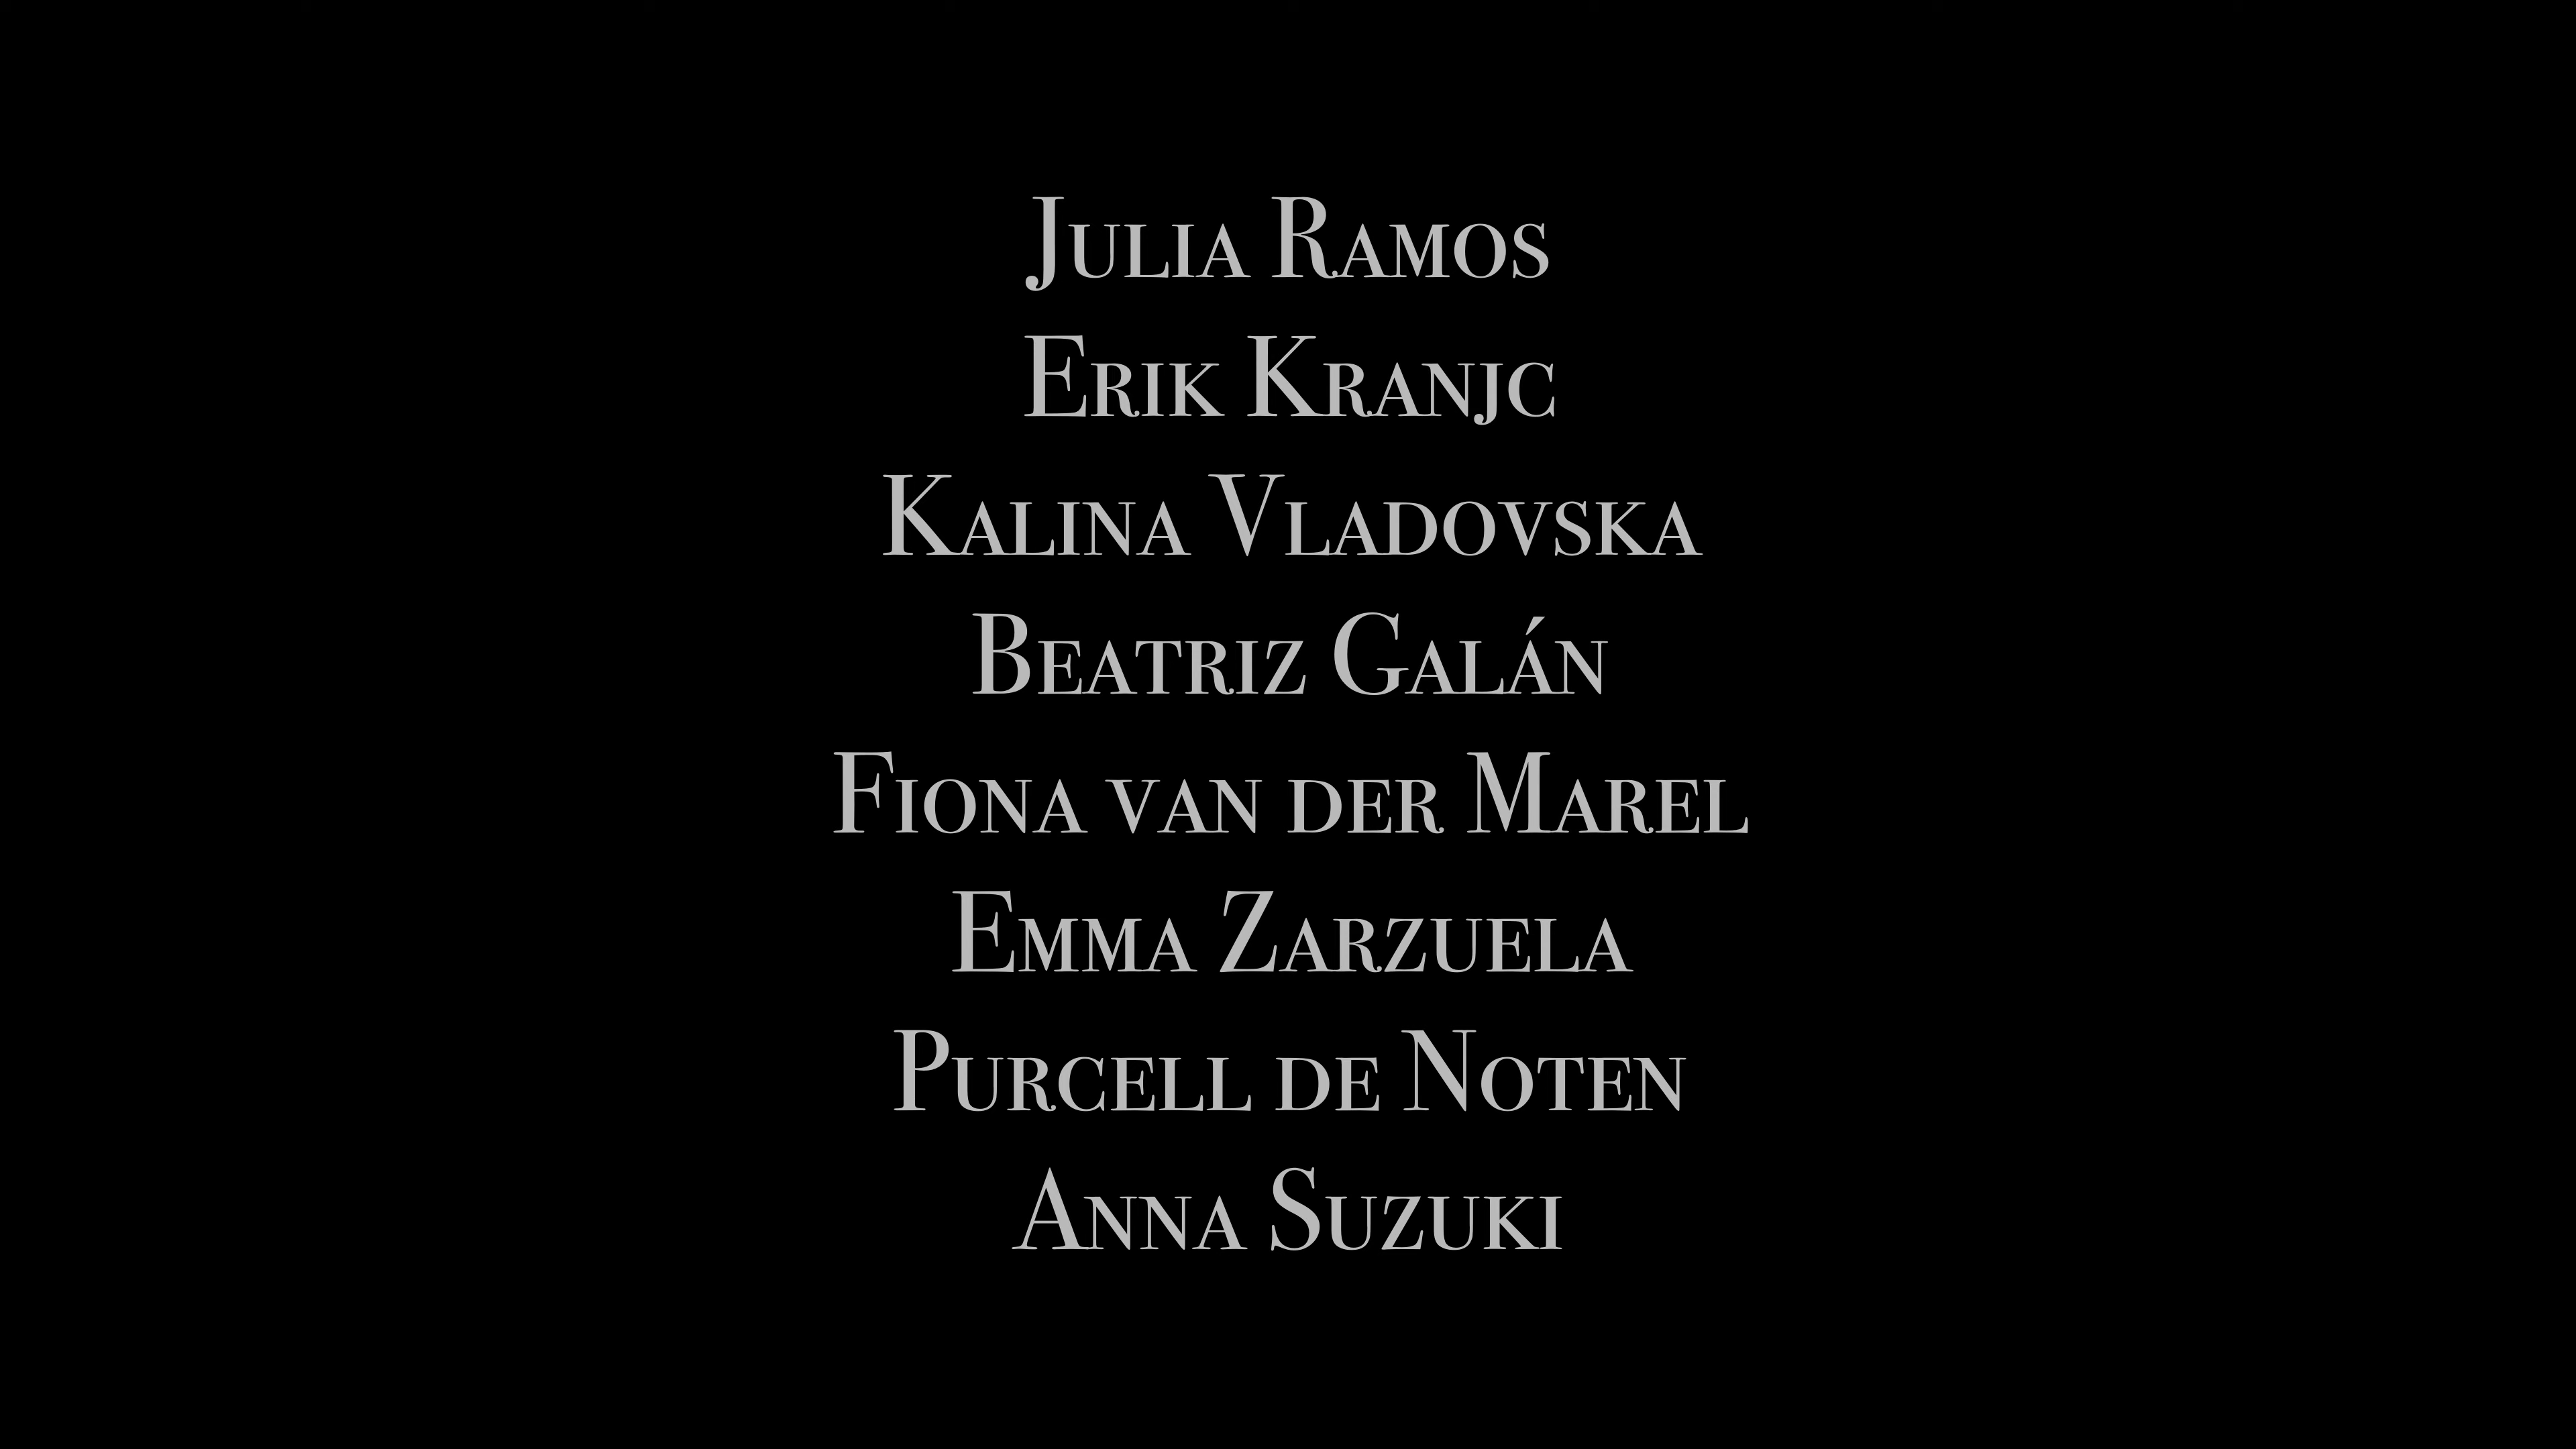 Julia Ramos
Erik Kranjc
Kalina Vladovska
Beatriz Galán
Fiona van der Marel
Emma Zarzuela
Purcell de Noten
Anna Suzuki